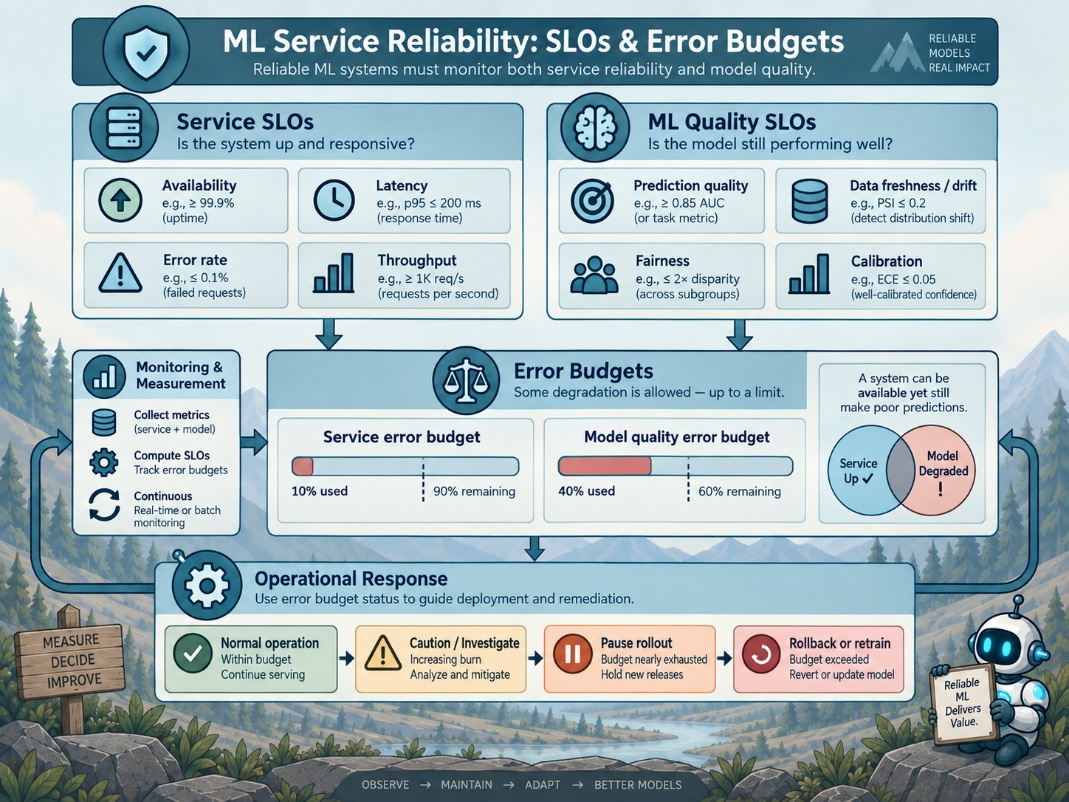 ML Service Reliability: SLOs & Error Budgets
Reliable ML systems must monitor both service reliability and model quality.
RELIABLE
MODELS
REAL IMPACT
Service SLOs
Is the system up and responsive?
Availability
e.g., ≥ 99.9%
(uptime)
Latency
e.g., p95 ≤ 200 ms
(response time)
Error rate
e.g., ≤ 0.1%
(failed requests)
Throughput
e.g., ≥ 1K req/s
(requests per second)
ML Quality SLOs
Is the model still performing well?
Prediction quality
e.g., ≥ 0.85 AUC
(or task metric)
Data freshness / drift
e.g., PSI ≤ 0.2
(detect distribution shift)
Fairness
e.g., ≤ 2× disparity
(across subgroups)
Calibration
e.g., ECE ≤ 0.05
(well-calibrated confidence)
Monitoring &
Measurement
Collect metrics
(service + model)
Compute SLOs
Track error budgets
Continuous
Real-time or batch
monitoring
Error Budgets
Some degradation is allowed — up to a limit.
Service error budget
10% used
90% remaining
Model quality error budget
40% used
60% remaining
A system can be
available yet still
make poor predictions.
Service
Up ✓
Model
Degraded
!
Operational Response
Use error budget status to guide deployment and remediation.
Normal operation
Within budget
Continue serving
Caution / Investigate
Increasing burn
Analyze and mitigate
Pause rollout
Budget nearly exhausted
Hold new releases
Rollback or retrain
Budget exceeded
Revert or update model
MEASURE
DECIDE
IMPROVE
Reliable
ML
Delivers
Value.
OBSERVE → MAINTAIN → ADAPT → BETTER MODELS